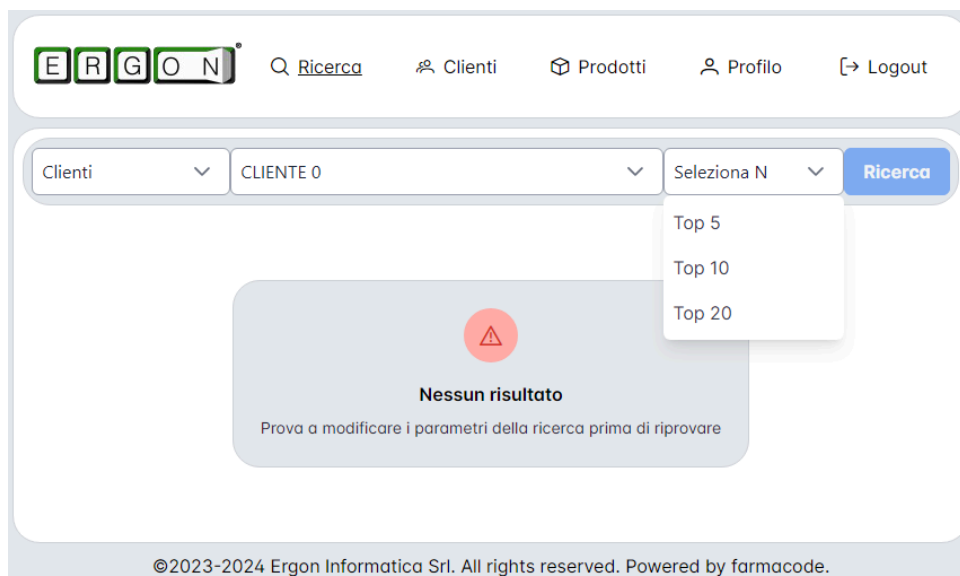 ERGON® Ricerca Clienti Prodotti Profilo Logout
Clienti CLIENTE 0 Seleziona N Ricerca
Top 5
Top 10
Top 20
Nessun risultato
Prova a modificare i parametri della ricerca prima di riprovare
©2023-2024 Ergon Informatica Srl. All rights reserved. Powered by farmacode.